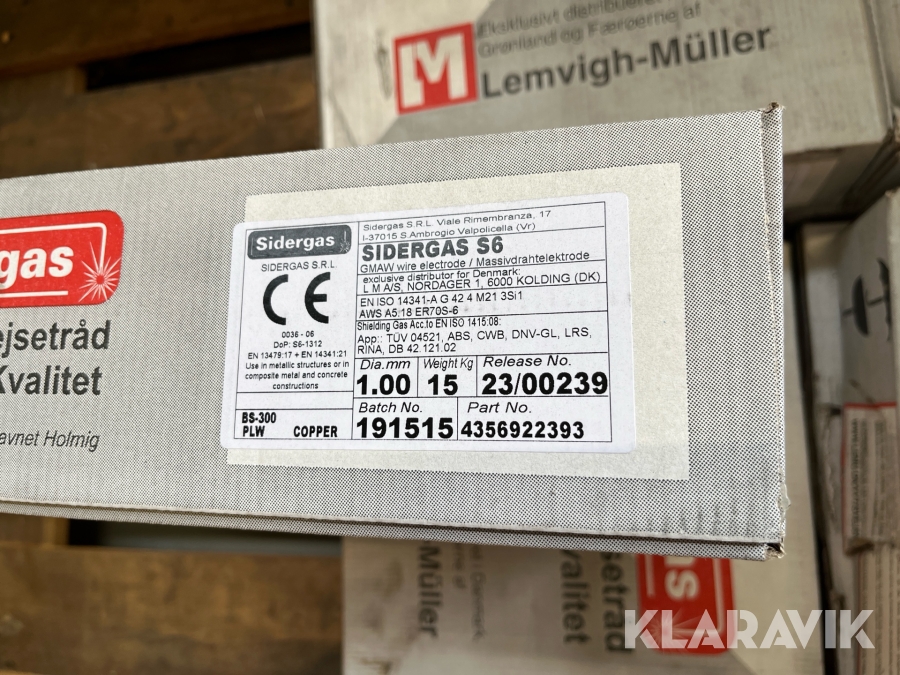 Eksklusivt distribueret
Grønland og Færøerne af
M Lemvigh-Müller
gas
ejsetråd
Kvalitet
avnet Holmig
Sidergas
SIDERGAS S.R.L.
CE
0036 - 06
DoP: S6-1312
EN 13479:17 + EN 14341:21
Use in metallic structures or in
composite metal and concrete
constructions
BS-300
PLW COPPER
Sidergas S.R.L. Viale Rimembranza, 17
I-37015 S.Ambrogio Valpolicella (Vr)
SIDERGAS S6
GMAW wire electrode / Massivdrahtelektrode
exclusive distributor for Denmark:
L M A/S, NORDAGER 1, 6000 KOLDING (DK)
EN ISO 14341-A G 42 4 M21 3Si1
AWS A5:18 ER70S-6
Shielding Gas Acc.to EN ISO 1415:08:
App:: TÜV 04521, ABS, CWB, DNV-GL, LRS,
RINA, DB 42.121.02
Dia.mm Weight Kg Release No.
1.00 15 23/00239
Batch No. Part No.
191515 4356922393
i Danmark,
af
-Müller
gas
setråd
valitet
KLARAVIK